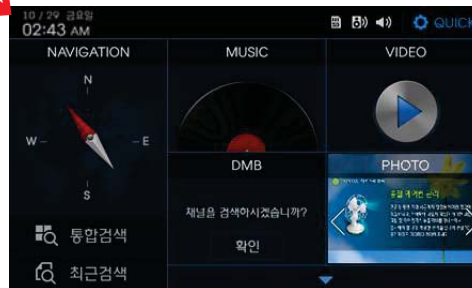 10 / 29 금요일
02:43 AM
QUICK
NAVIGATION
MUSIC
VIDEO
N
W
E
S
DMB
PHOTO
채널을 검색하시겠습니까?
확인
통합검색
최근검색